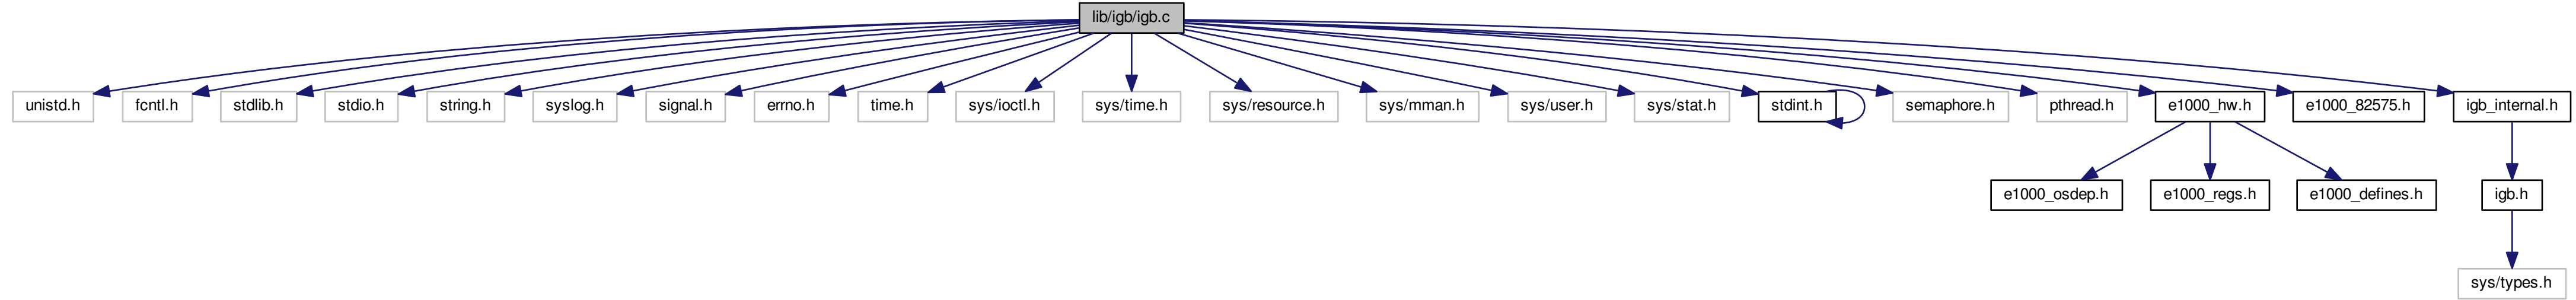 lib/igb/igb.c
unistd.h
fcntl.h
stdlib.h
stdio.h
string.h
syslog.h
signal.h
errno.h
time.h
sys/ioctl.h
sys/time.h
sys/resource.h
sys/mman.h
sys/user.h
sys/stat.h
stdint.h
semaphore.h
pthread.h
e1000_hw.h
e1000_82575.h
igb_internal.h
e1000_osdep.h
e1000_regs.h
e1000_defines.h
igb.h
sys/types.h